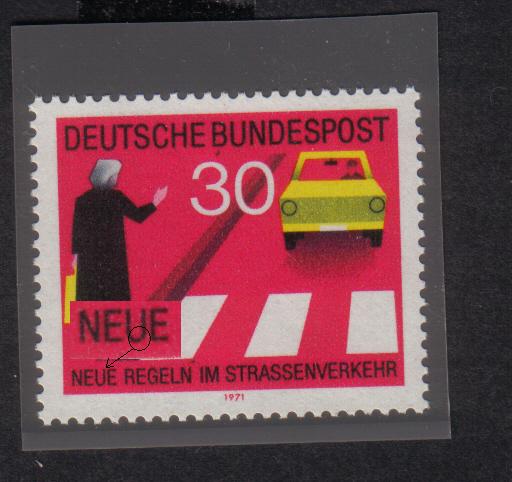 DEUTSCHE BUNDESPOST
30
NEUE
NEUE REGELN IM STRASSENVERKEHR
1971